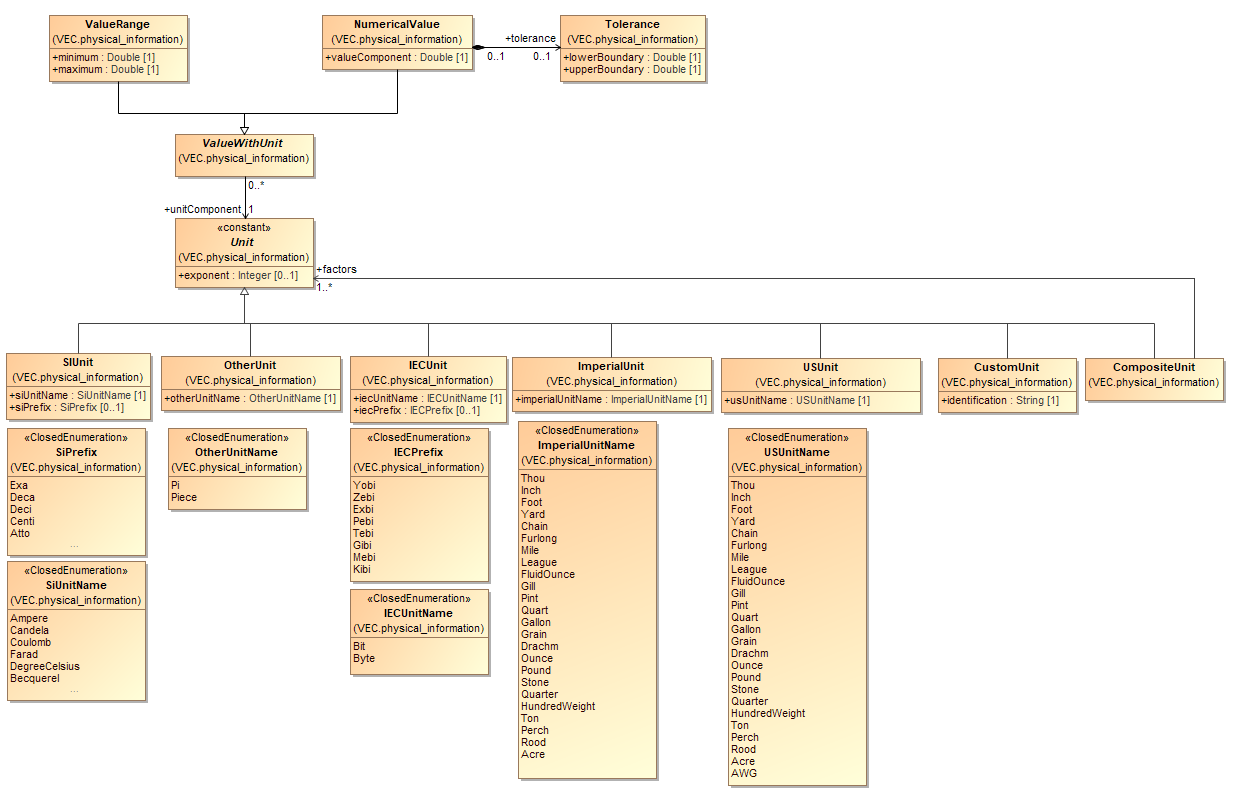 ValueRange
(VEC.physical_information)
+minimum : Double [1]
+maximum : Double [1]
NumericalValue
(VEC.physical_information)
+valueComponent : Double [1]
+tolerance
0..1
0..1
Tolerance
(VEC.physical_information)
+lowerBoundary : Double [1]
+upperBoundary : Double [1]
ValueWithUnit
(VEC.physical_information)
0..*
+unitComponent
1
«constant»
Unit
(VEC.physical_information)
+exponent : Integer [0..1]
+factors
1..*
SIUnit
(VEC.physical_information)
+siUnitName : SiUnitName [1]
+siPrefix : SiPrefix [0..1]
OtherUnit
(VEC.physical_information)
+otherUnitName : OtherUnitName [1]
IECUnit
(VEC.physical_information)
+iecUnitName : IECUnitName [1]
+iecPrefix : IECPrefix [0..1]
ImperialUnit
(VEC.physical_information)
+imperialUnitName : ImperialUnitName [1]
USUnit
(VEC.physical_information)
+usUnitName : USUnitName [1]
CustomUnit
(VEC.physical_information)
+identification : String [1]
CompositeUnit
(VEC.physical_information)
«ClosedEnumeration»
SiPrefix
(VEC.physical_information)
Exa
Deca
Deci
Centi
Atto
...
«ClosedEnumeration»
SiUnitName
(VEC.physical_information)
Ampere
Candela
Coulomb
Farad
DegreeCelsius
Becquerel
...
«ClosedEnumeration»
OtherUnitName
(VEC.physical_information)
Pi
Piece
«ClosedEnumeration»
IECPrefix
(VEC.physical_information)
Yobi
Zebi
Exbi
Pebi
Tebi
Gibi
Mebi
Kibi
«ClosedEnumeration»
IECUnitName
(VEC.physical_information)
Bit
Byte
«ClosedEnumeration»
ImperialUnitName
(VEC.physical_information)
Thou
Inch
Foot
Yard
Chain
Furlong
Mile
League
FluidOunce
Gill
Pint
Quart
Gallon
Grain
Drachm
Ounce
Pound
Stone
Quarter
HundredWeight
Ton
Perch
Rood
Acre
«ClosedEnumeration»
USUnitName
(VEC.physical_information)
Thou
Inch
Foot
Yard
Chain
Furlong
Mile
League
FluidOunce
Gill
Pint
Quart
Gallon
Grain
Drachm
Ounce
Pound
Stone
Quarter
HundredWeight
Ton
Perch
Rood
Acre
AWG